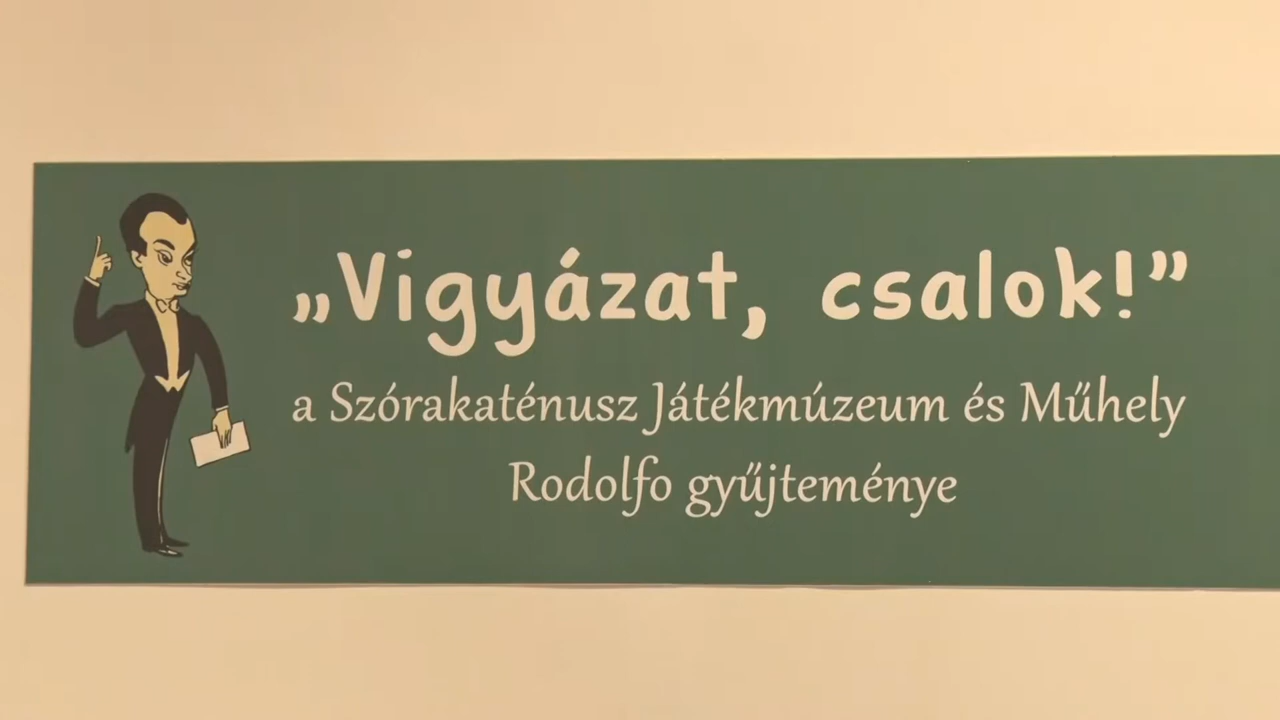 „Vigyázat, csalok!”
a Szórakaténusz Játékmúzeum és Műhely
Rodolfo gyűjteménye